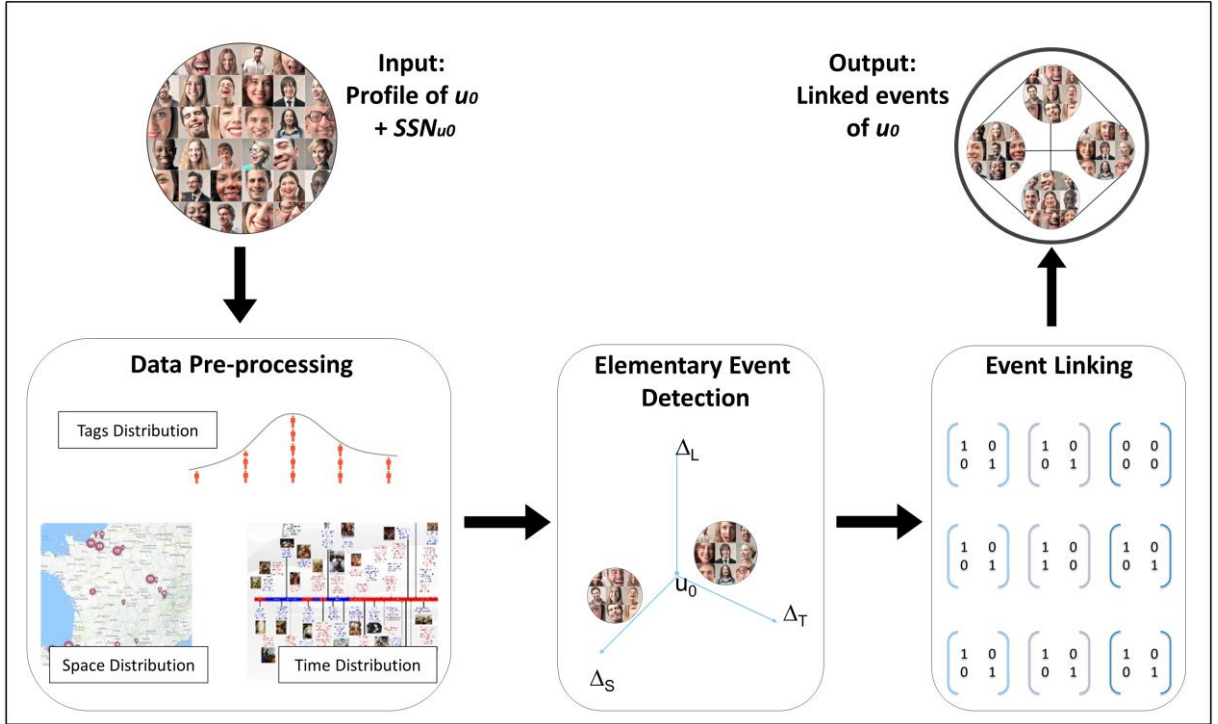 Input:
Profile of u0
+ SSNu0
Output:
Linked events
of u0
Data Pre-processing
Tags Distribution
Space Distribution
Time Distribution
Elementary Event
Detection
ΔL
u0
ΔT
ΔS
Event Linking
1 0 1 0 0 0
0 1 0 1 0 0
1 0 1 0 1 0
0 1 1 0 0 1
1 0 1 0 1 0
0 1 0 1 0 1